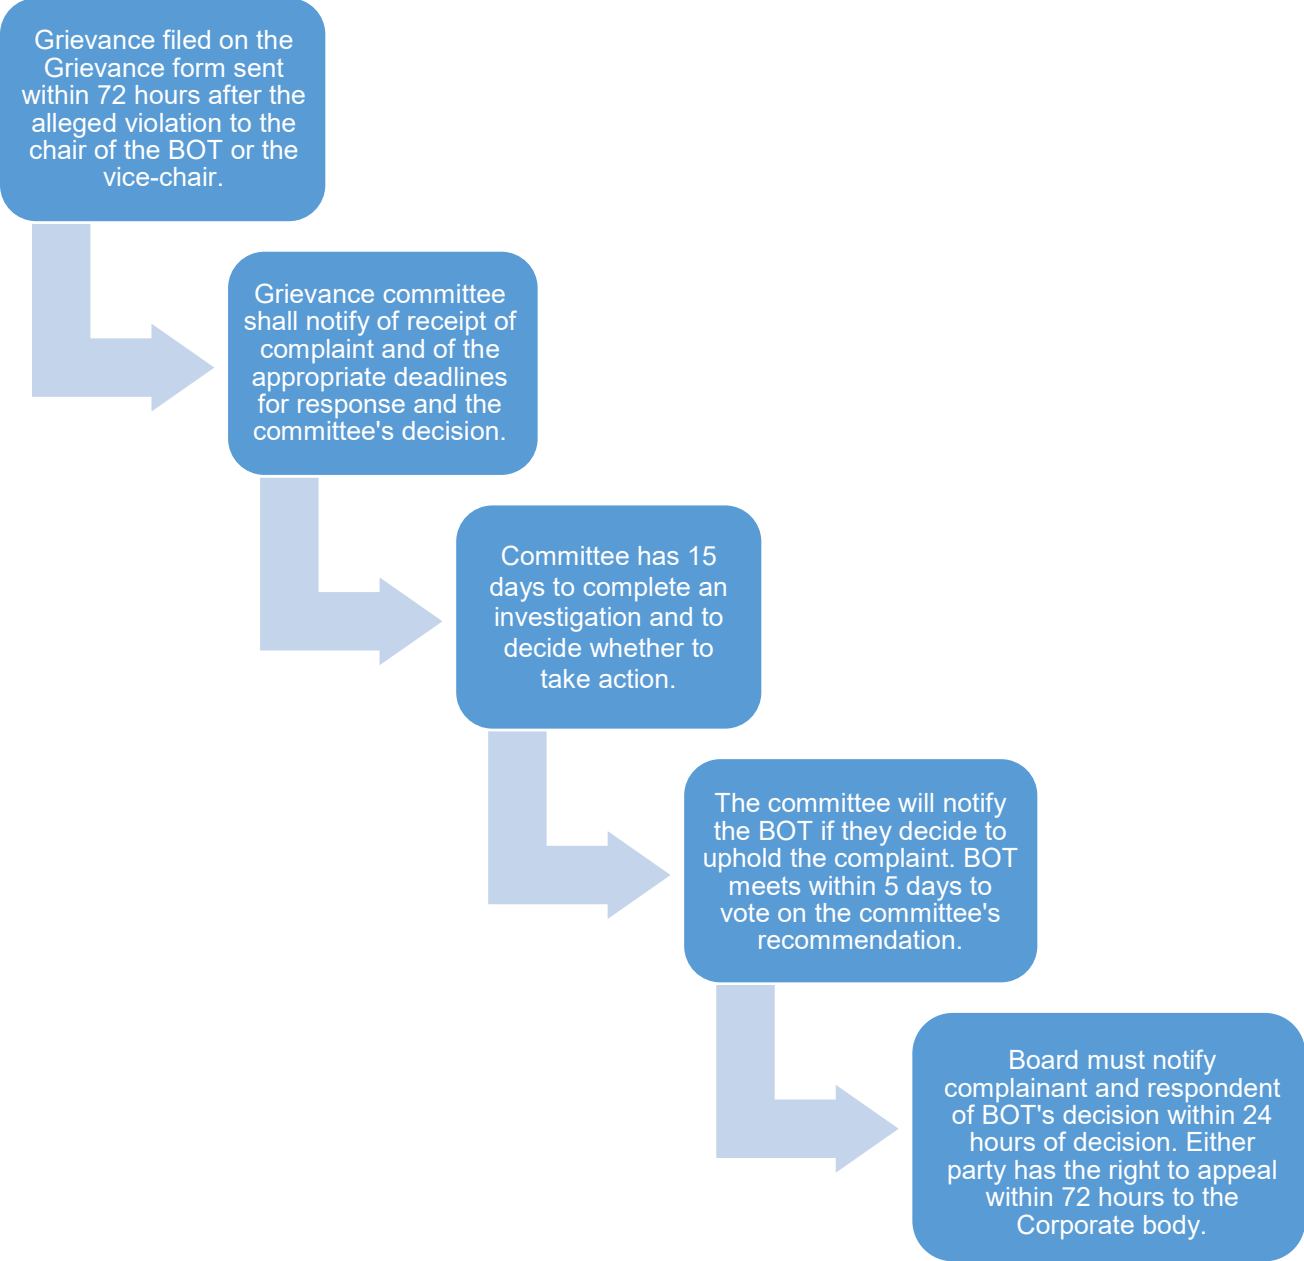 Grievance filed on the
Grievance form sent
within 72 hours after the
alleged violation to the
chair of the BOT or the
vice-chair.
Grievance committee
shall notify of receipt of
complaint and of the
appropriate deadlines
for response and the
committee's decision.
Committee has 15
days to complete an
investigation and to
decide whether to
take action.
The committee will notify
the BOT if they decide to
uphold the complaint. BOT
meets within 5 days to
vote on the committee's
recommendation.
Board must notify
complainant and respondent
of BOT's decision within 24
hours of decision. Either
party has the right to appeal
within 72 hours to the
Corporate body.